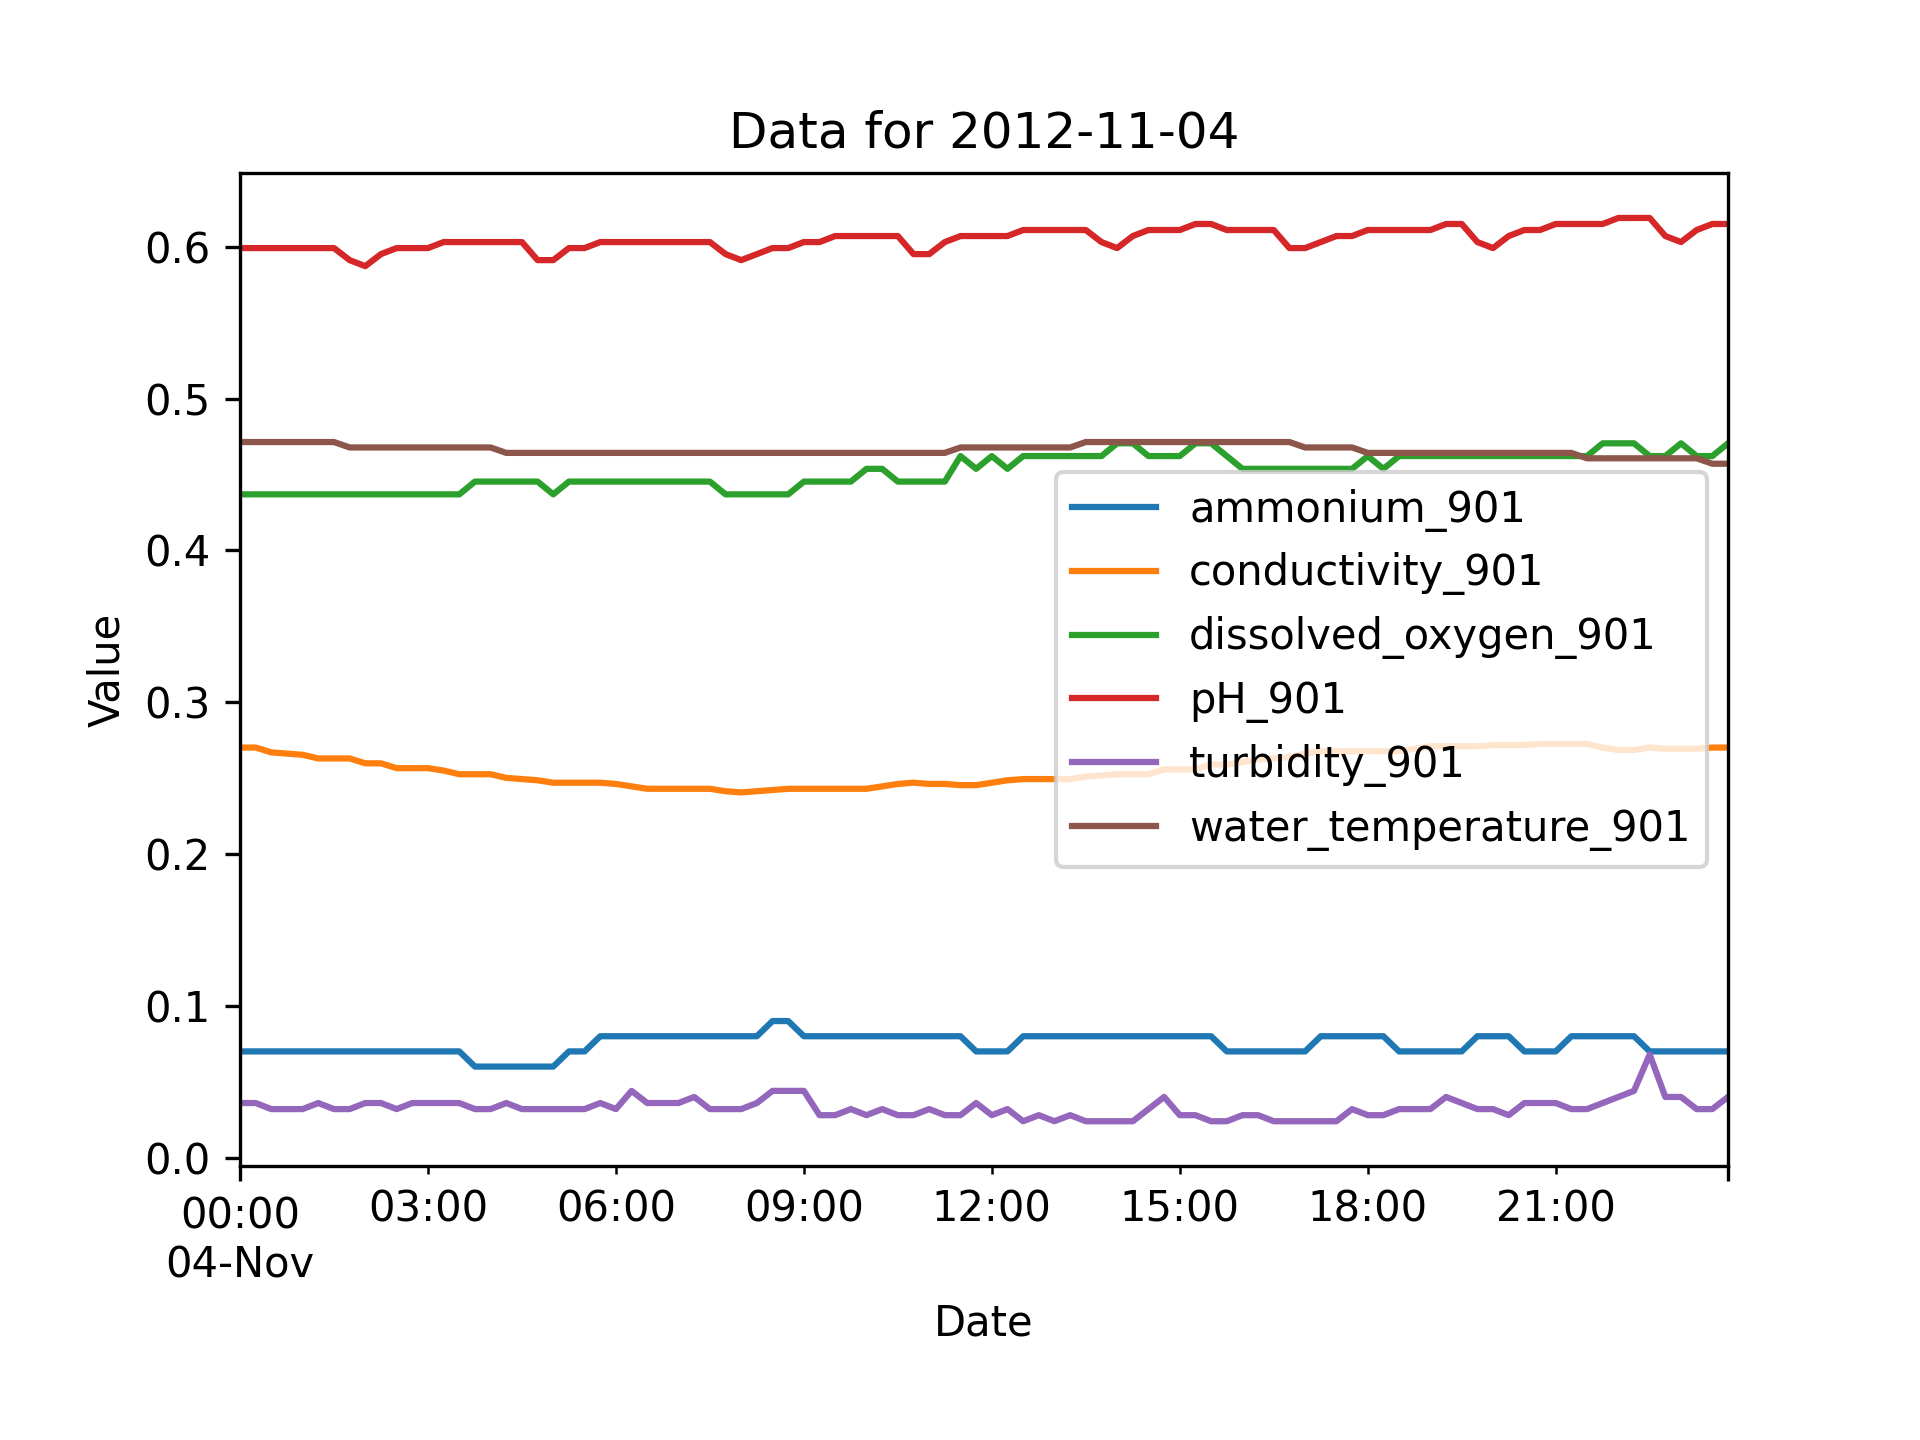 Data for 2012-11-04
0.6
0.5
0.4
0.3
0.2
0.1
0.0
Value
ammonium_901
conductivity_901
dissolved_oxygen_901
pH_901
turbidity_901
water_temperature_901
00:00 03:00 06:00 09:00 12:00 15:00 18:00 21:00
04-Nov
Date